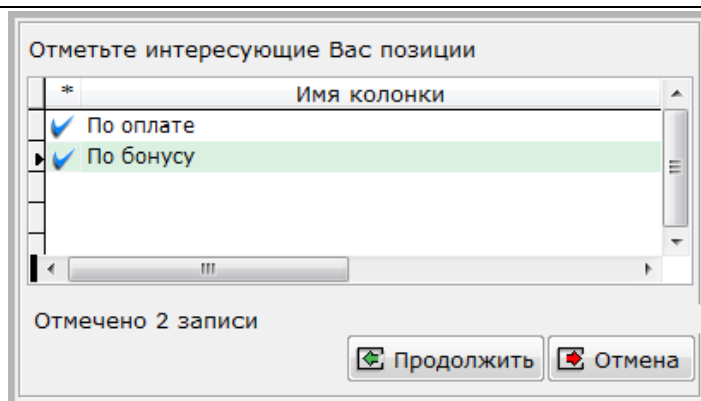 Отметьте интересующие Вас позиции
* Имя колонки
По оплате
По бонусу
Отмечено 2 записи
Продолжить Отмена